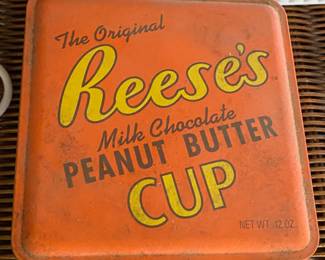 The Original
Reese's
Milk Chocolate
PEANUT BUTTER
CUP
NET WT. 12 OZ.